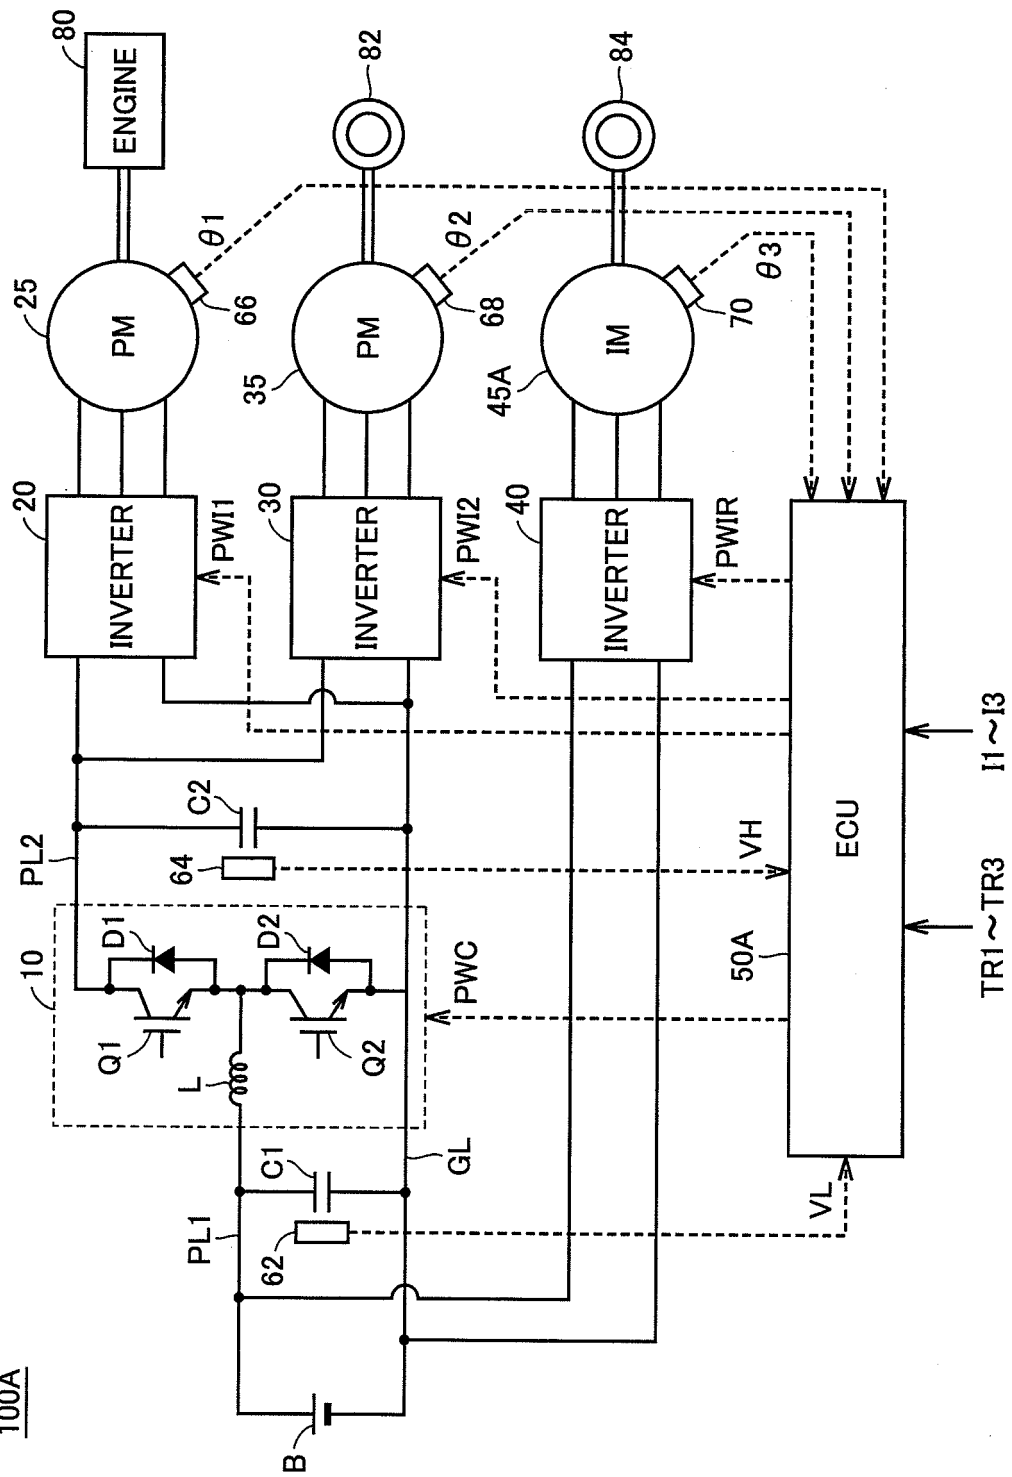 100A
80
ENGINE
82
84
25
PM
66
θ1
35
PM
68
θ2
45A
IM
70
θ3
20
INVERTER
PWI1
30
INVERTER
PWI2
40
INVERTER
PWIR
PL2
C2
64
VH
10
D1
D2
Q1
Q2
L
PWC
PL1
C1
62
GL
VL
B
50A
ECU
TR1~TR3
I1~I3